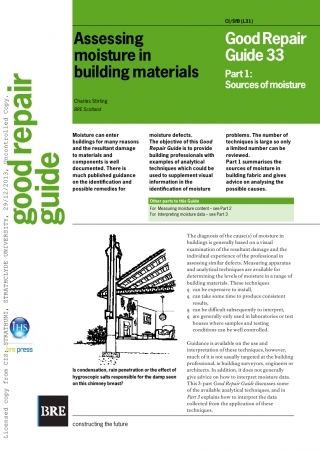 CI/SfB (L31)
Assessing
moisture in
building materials
Charles Stirling
BRE Scotland
Good Repair
Guide 33
Part 1:
Sources of moisture
good repair
guide
Licensed copy from CIS: STRATHUNI, STRATHCLYDE UNIVERSITY, 29/12/2013, Uncontrolled Copy.
Moisture can enter
buildings for many reasons
and the resultant damage
to materials and
components is well
documented. There is
much published guidance
on the identification and
possible remedies for
moisture defects.
The objective of this Good
Repair Guide is to provide
building professionals with
examples of analytical
techniques which could be
used to supplement visual
information in the
identification of moisture
problems. The number of
techniques is large so only
a limited number can be
reviewed.
Part 1 summarises the
sources of moisture in
building fabric and gives
advice on analysing the
possible causes.
Other parts to this Guide
For Measuring moisture content – see Part 2
For Interpreting moisture data – see Part 3
Is condensation, rain penetration or the effect of
hygroscopic salts responsible for the damp seen
on this chimney breast?
The diagnosis of the cause(s) of moisture in
buildings is generally based on a visual
examination of the resultant damage and the
individual experience of the professional in
assessing similar defects. Measuring apparatus
and analytical techniques are available for
determining the levels of moisture in a range of
building materials. These techniques
can be expensive to install,
can take some time to produce consistent
results,
can be difficult subsequently to interpret,
are generally only used in laboratories or test
houses where samples and testing
conditions can be well controlled.
Guidance is available on the use and
interpretation of these techniques, however,
much of it is not usually targeted at the building
professional, ie building surveyors, engineers or
architects. In addition, it does not generally
give advice on how to interpret moisture data.
This 3-part Good Repair Guide discusses some
of the available analytical techniques, and in
Part 3 explains how to interpret the data
collected from the application of these
techniques.
IHS
bre press
BRE
constructing the future